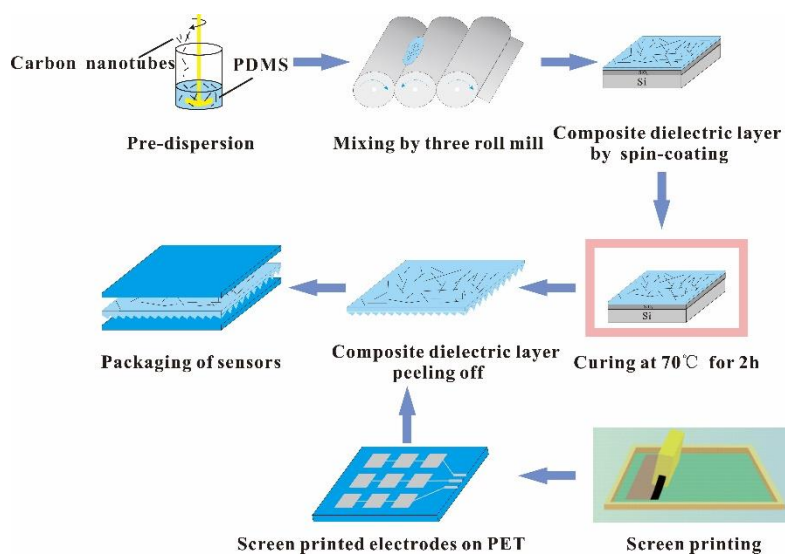 Carbon nanotubes
PDMS
Pre-dispersion
Mixing by three roll mill
Si
Composite dielectric layer
by spin-coating
Si
Packaging of sensors
Composite dielectric layer
peeling off
Curing at 70℃ for 2h
Screen printed electrodes on PET
Screen printing